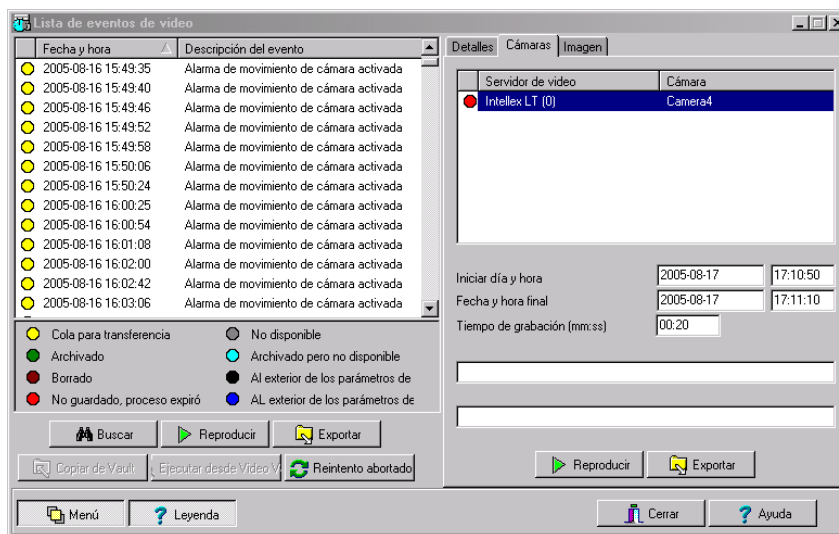 Lista de eventos de video
Fecha y hora Descripción del evento
2005-08-16 15:49:35 Alarma de movimiento de cámara activada
2005-08-16 15:49:40 Alarma de movimiento de cámara activada
2005-08-16 15:49:46 Alarma de movimiento de cámara activada
2005-08-16 15:49:52 Alarma de movimiento de cámara activada
2005-08-16 15:49:58 Alarma de movimiento de cámara activada
2005-08-16 15:50:06 Alarma de movimiento de cámara activada
2005-08-16 15:50:24 Alarma de movimiento de cámara activada
2005-08-16 16:00:25 Alarma de movimiento de cámara activada
2005-08-16 16:00:54 Alarma de movimiento de cámara activada
2005-08-16 16:01:08 Alarma de movimiento de cámara activada
2005-08-16 16:02:00 Alarma de movimiento de cámara activada
2005-08-16 16:02:42 Alarma de movimiento de cámara activada
2005-08-16 16:03:06 Alarma de movimiento de cámara activada
Cola para transferencia No disponible
Archivado Archivado pero no disponible
Borrado Al exterior de los parámetros de
No guardado, proceso expiró AL exterior de los parámetros de
Buscar Reproducir Exportar
Copiar de Vault Ejecutar desde Video V Reintento abortado
Detalles Cámaras Imagen
Servidor de video Cámara
Intellex LT (0) Camera4
Iniciar día y hora 2005-08-17 17:10:50
Fecha y hora final 2005-08-17 17:11:10
Tiempo de grabación (mm:ss) 00:20
Reproducir Exportar
Menú Leyenda Cerrar Ayuda